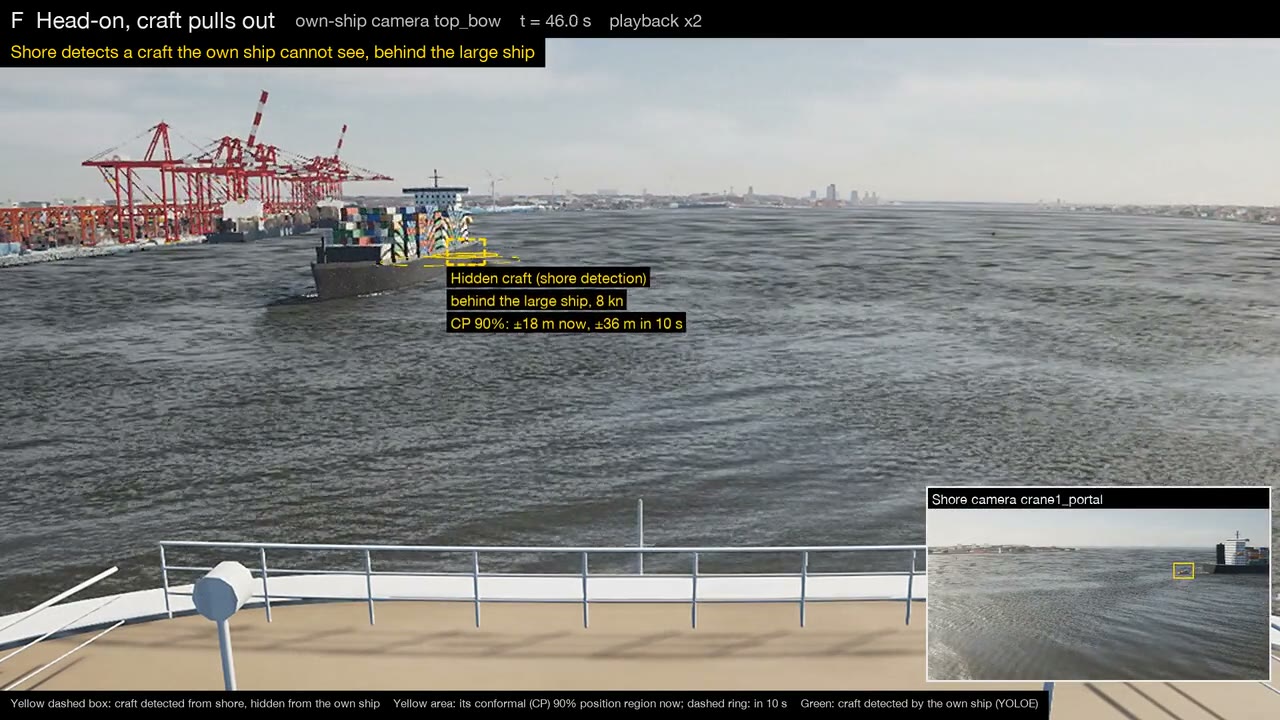 F Head-on, craft pulls out own-ship camera top_bow t = 46.0 s playback x2
Shore detects a craft the own ship cannot see, behind the large ship
Hidden craft (shore detection)
behind the large ship, 8 kn
CP 90%: ±18 m now, ±36 m in 10 s
Shore camera crane1_portal
Yellow dashed box: craft detected from shore, hidden from the own ship Yellow area: its conformal (CP) 90% position region now; dashed ring: in 10 s Green: craft detected by the own ship (YOLOE)